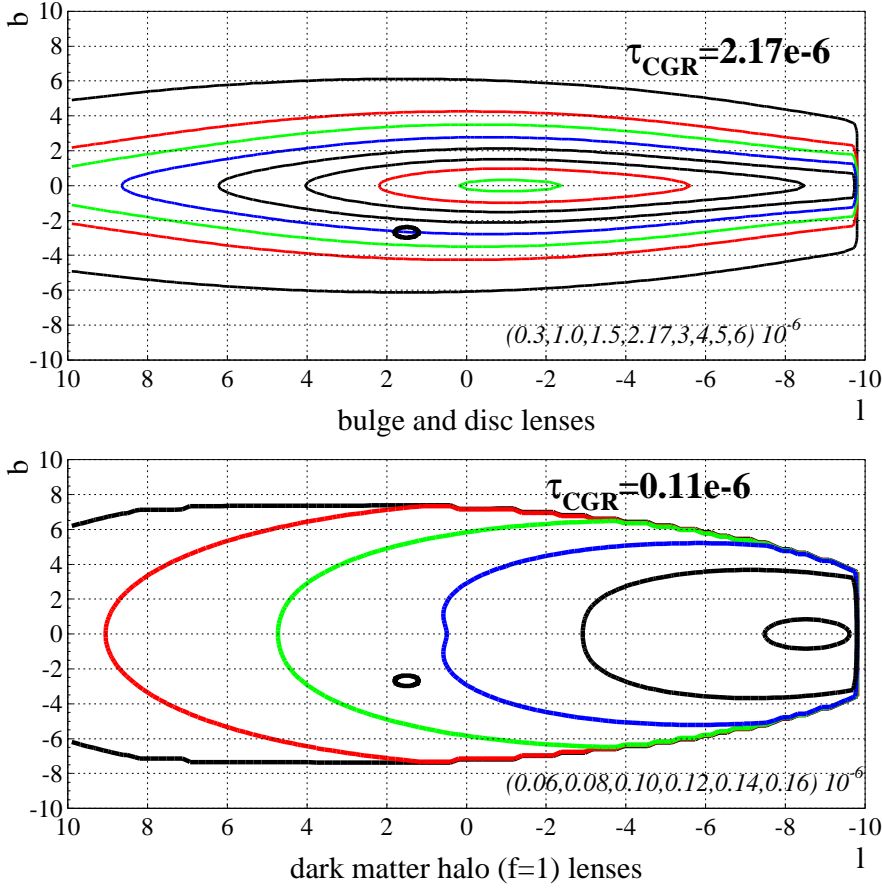 b
10
8
6
4
2
0
-2
-4
-6
-8
-10
τCGR=2.17e-6
(0.3,1.0,1.5,2.17,3,4,5,6) 10^-6
10 8 6 4 2 0 -2 -4 -6 -8 -10
bulge and disc lenses
l
b
10
8
6
4
2
0
-2
-4
-6
-8
-10
τCGR=0.11e-6
(0.06,0.08,0.10,0.12,0.14,0.16) 10^-6
10 8 6 4 2 0 -2 -4 -6 -8 -10
dark matter halo (f=1) lenses
l